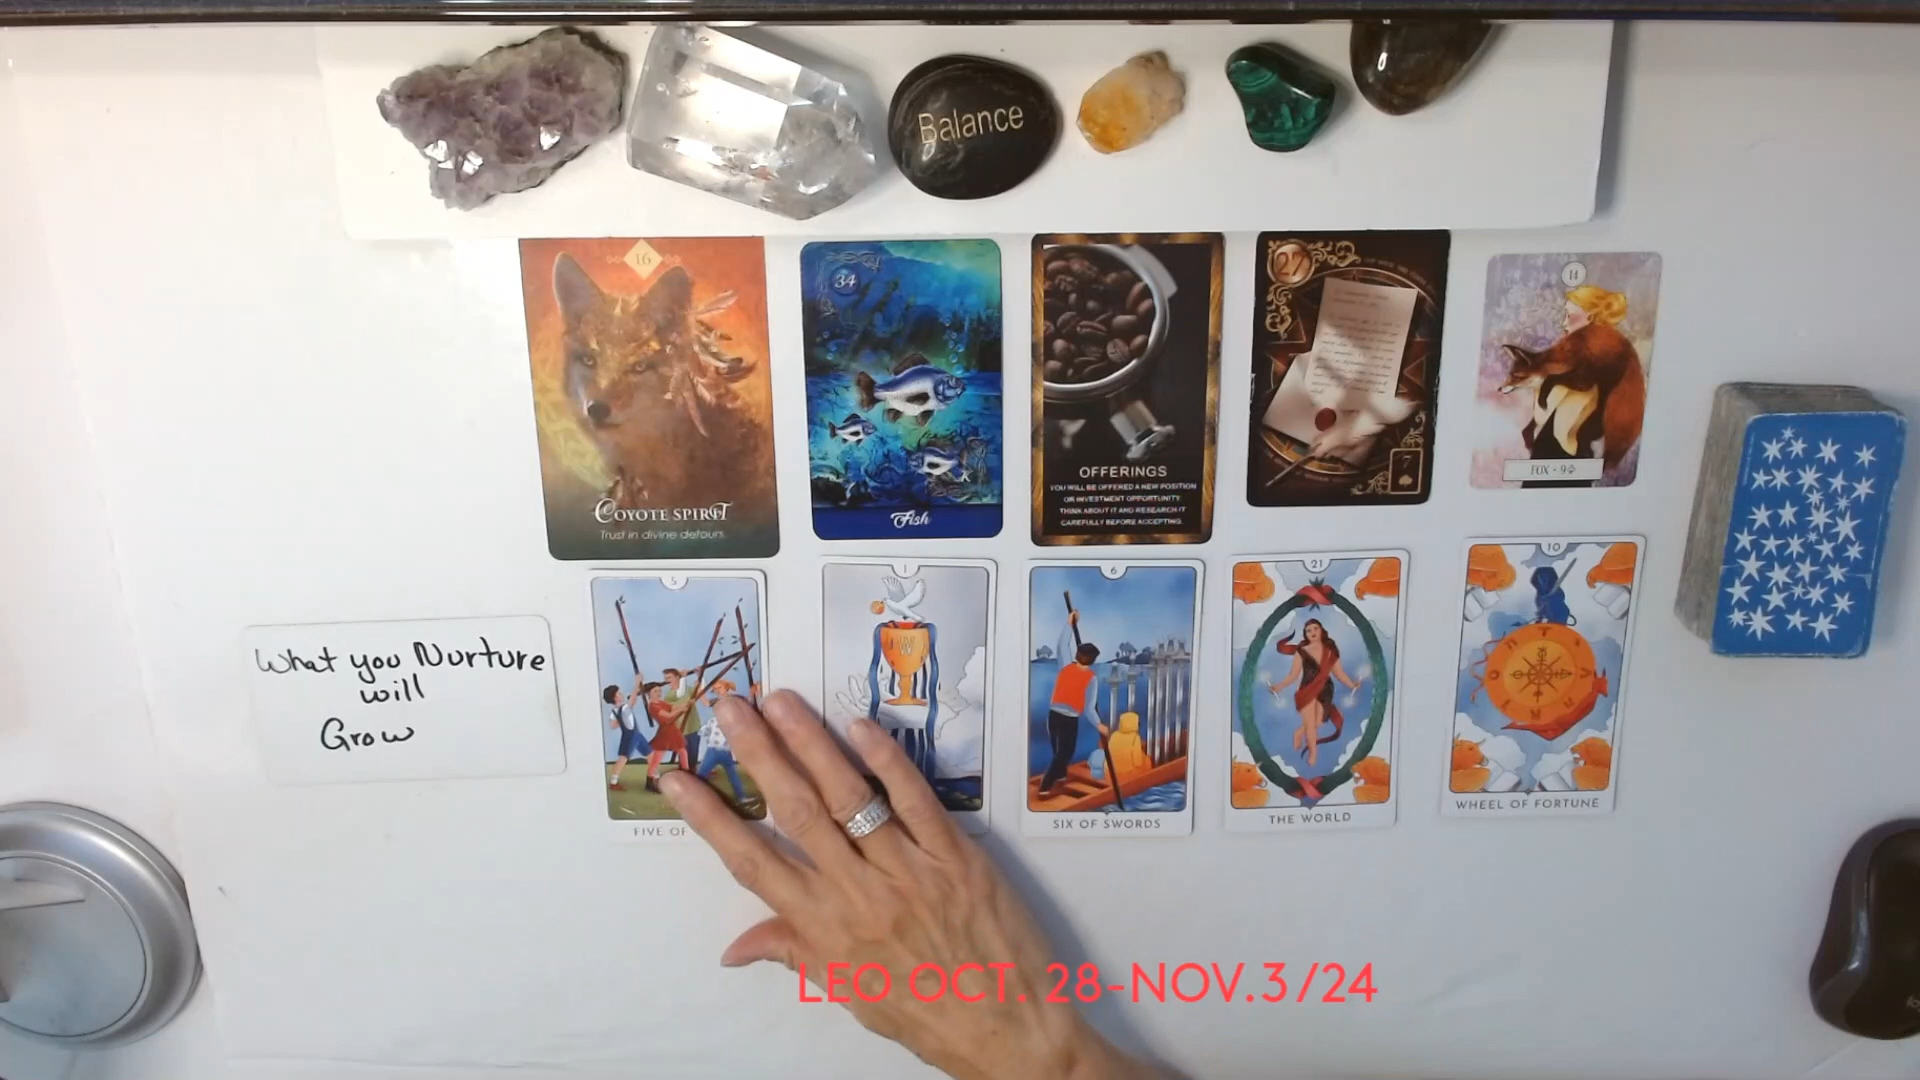 Balance
16
COYOTE SPIRIT
Trust in divine detours.
34
Fish
OFFERINGS
YOU WILL BE OFFERED A NEW POSITION
OR INVESTMENT OPPORTUNITY.
THINK ABOUT IT AND RESEARCH IT
CAREFULLY BEFORE ACCEPTING.
27
7
14
FOX - 9♣
What you Nurture
will
Grow
5
FIVE OF
1
W
6
SIX OF SWORDS
21
THE WORLD
10
WHEEL OF FORTUNE
LEO OCT. 28-NOV.3/24